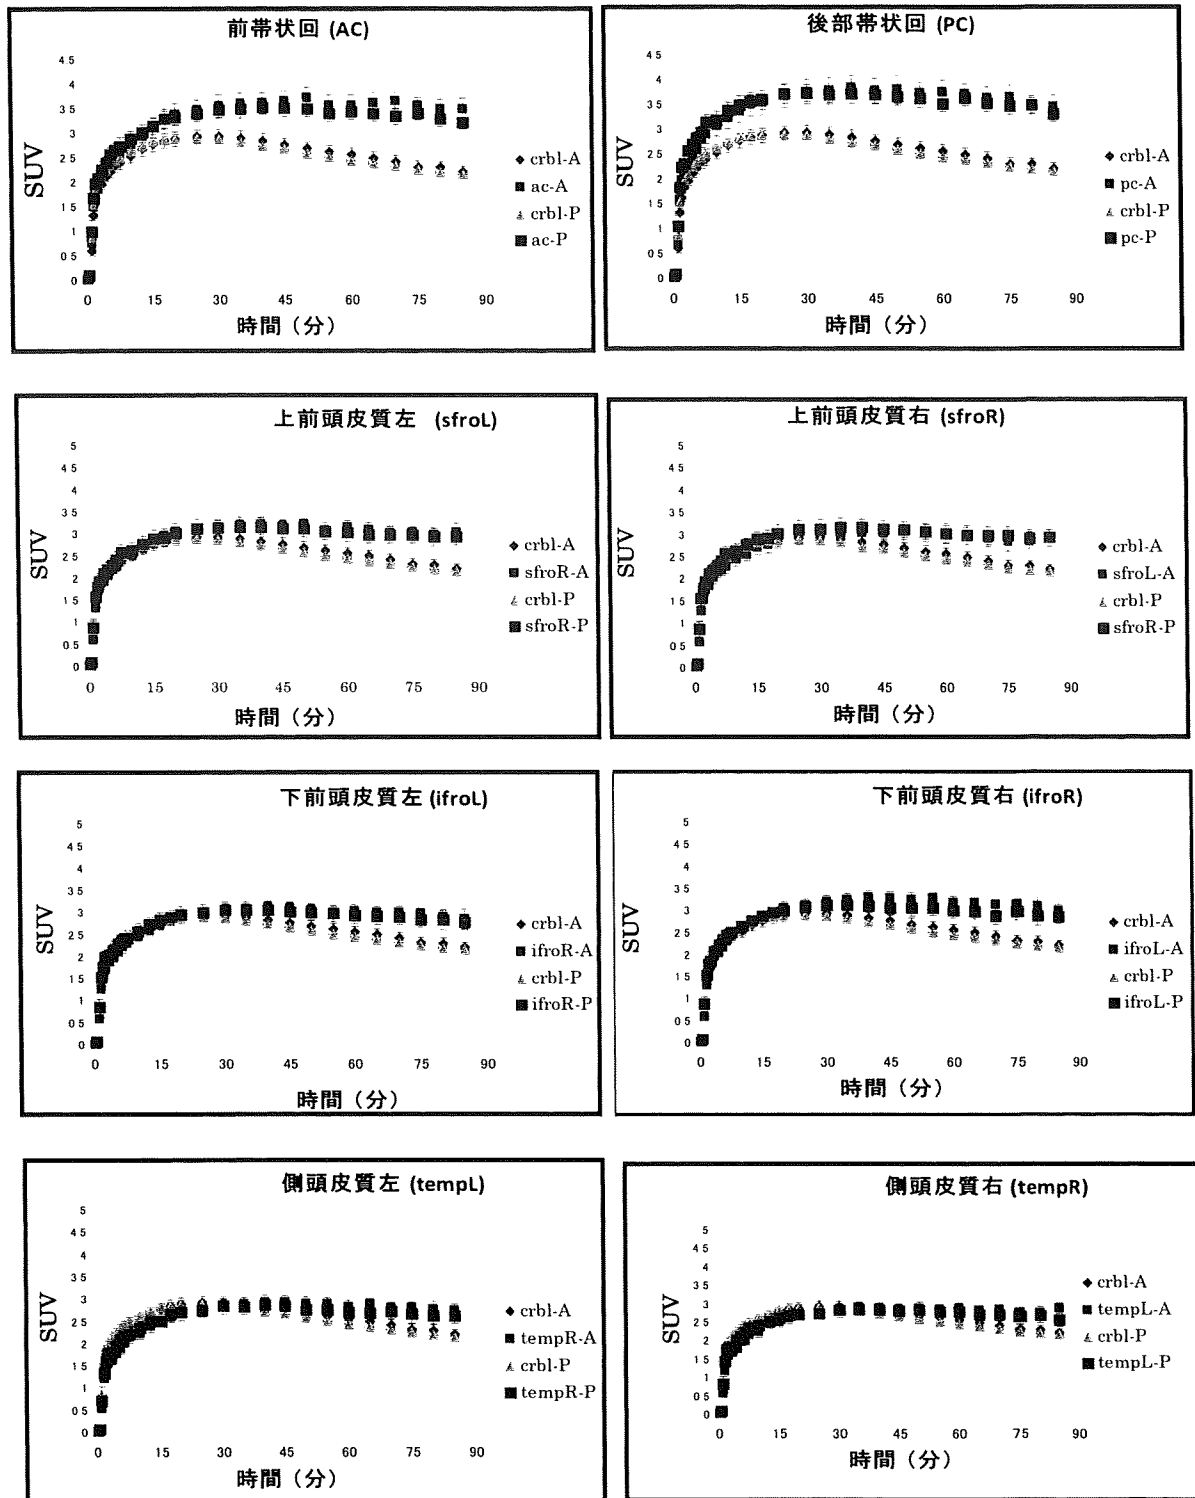 前帯状回 (AC)
4 5
4
3 5
3
2 5
2
1 5
1
0 5
0
SUV
0 15 30 45 60 75 90
時間（分）
crbl-A
ac-A
crbl-P
ac-P
後部帯状回 (PC)
4 5
4
3 5
3
2 5
2
1 5
1
0 5
0
SUV
0 15 30 45 60 75 90
時間（分）
crbl-A
pc-A
crbl-P
pc-P
上前頭皮質左 (sfroL)
5
4 5
4
3 5
3
2 5
2
1 5
1
0 5
0
SUV
0 15 30 45 60 75 90
時間（分）
crbl-A
sfroR-A
crbl-P
sfroR-P
上前頭皮質右 (sfroR)
5
4 5
4
3 5
3
2 5
2
1 5
1
0 5
0
SUV
0 15 30 45 60 75 90
時間（分）
crbl-A
sfroL-A
crbl-P
sfroR-P
下前頭皮質左 (ifroL)
5
4 5
4
3 5
3
2 5
2
1 5
1
0 5
0
SUV
0 15 30 45 60 75 90
時間（分）
crbl-A
ifroR-A
crbl-P
ifroR-P
下前頭皮質右 (ifroR)
5
4 5
4
3 5
3
2 5
2
1 5
1
0 5
0
SUV
0 15 30 45 60 75 90
時間（分）
crbl-A
ifroL-A
crbl-P
ifroL-P
側頭皮質左 (tempL)
5
4 5
4
3 5
3
2 5
2
1 5
1
0 5
0
SUV
0 15 30 45 60 75 90
時間（分）
crbl-A
tempR-A
crbl-P
tempR-P
側頭皮質右 (tempR)
5
4 5
4
3 5
3
2 5
2
1 5
1
0 5
0
SUV
0 15 30 45 60 75 90
時間（分）
crbl-A
tempL-A
crbl-P
tempL-P